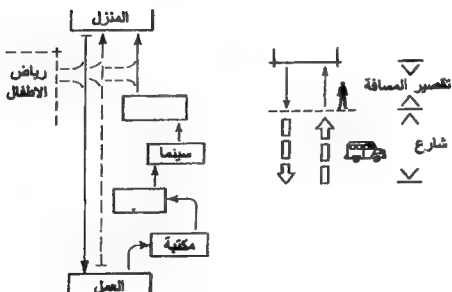 المنزل
رياض
الاطفال
سينما
مكتبة
العمل
تقصير المسافة
شارع